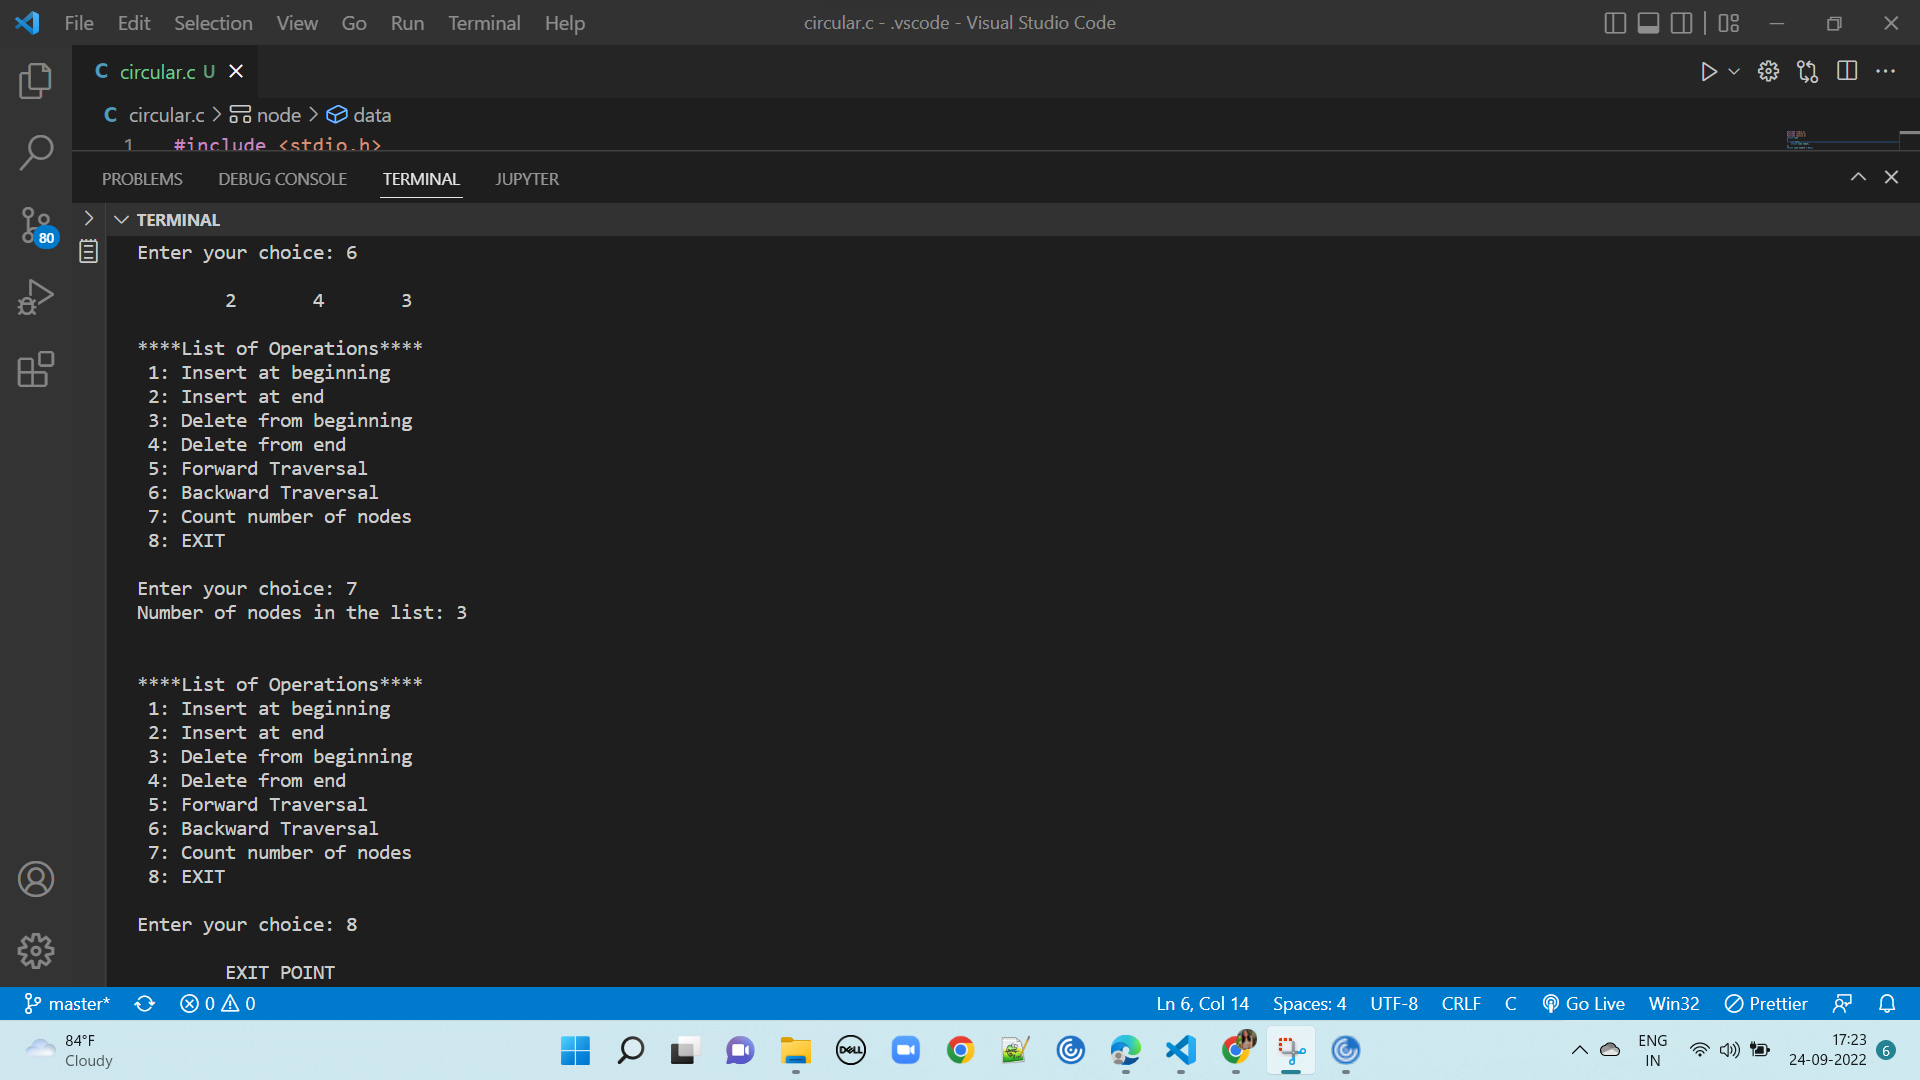 File Edit Selection View Go Run Terminal Help circular.c - .vscode - Visual Studio Code
C circular.c U
C circular.c > node > data
1 #include <stdio.h>
PROBLEMS DEBUG CONSOLE TERMINAL JUPYTER
TERMINAL
80
Enter your choice: 6
2 4 3
****List of Operations****
1: Insert at beginning
2: Insert at end
3: Delete from beginning
4: Delete from end
5: Forward Traversal
6: Backward Traversal
7: Count number of nodes
8: EXIT
Enter your choice: 7
Number of nodes in the list: 3
****List of Operations****
1: Insert at beginning
2: Insert at end
3: Delete from beginning
4: Delete from end
5: Forward Traversal
6: Backward Traversal
7: Count number of nodes
8: EXIT
Enter your choice: 8
EXIT POINT
master* 0 0 Ln 6, Col 14 Spaces: 4 UTF-8 CRLF C Go Live Win32 Prettier
84°F
Cloudy
DELL
ENG
IN
17:23
24-09-2022
6